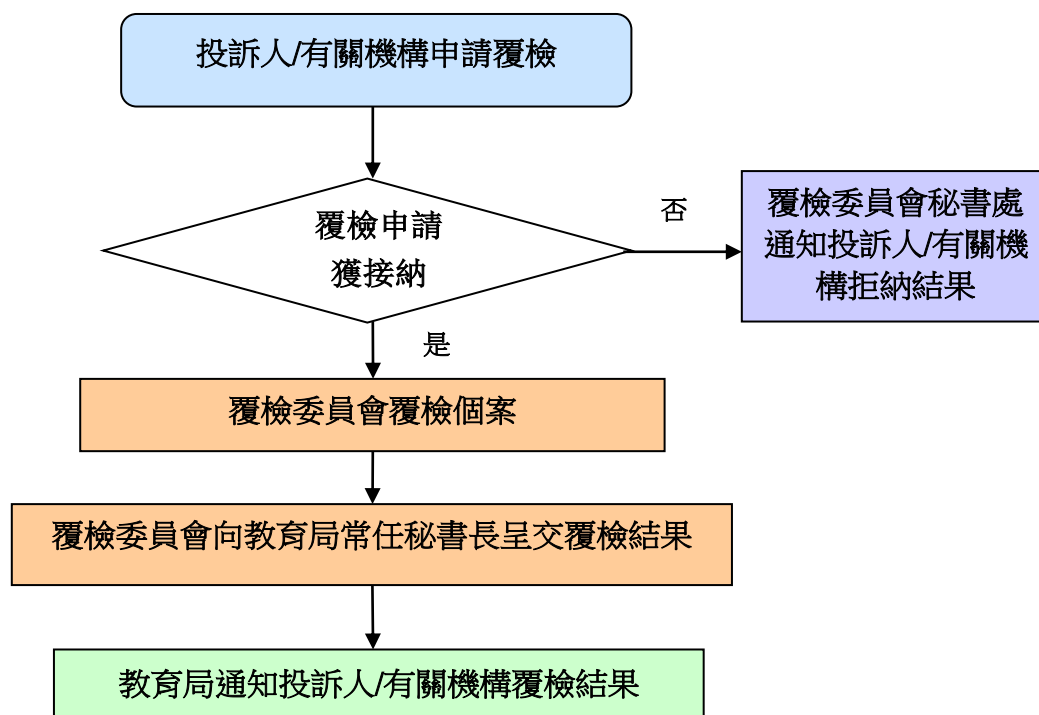 投訴人/有關機構申請覆檢
覆檢申請
獲接納
否
覆檢委員會秘書處
通知投訴人/有關機
構拒納結果
是
覆檢委員會覆檢個案
覆檢委員會向教育局常任秘書長呈交覆檢結果
教育局通知投訴人/有關機構覆檢結果